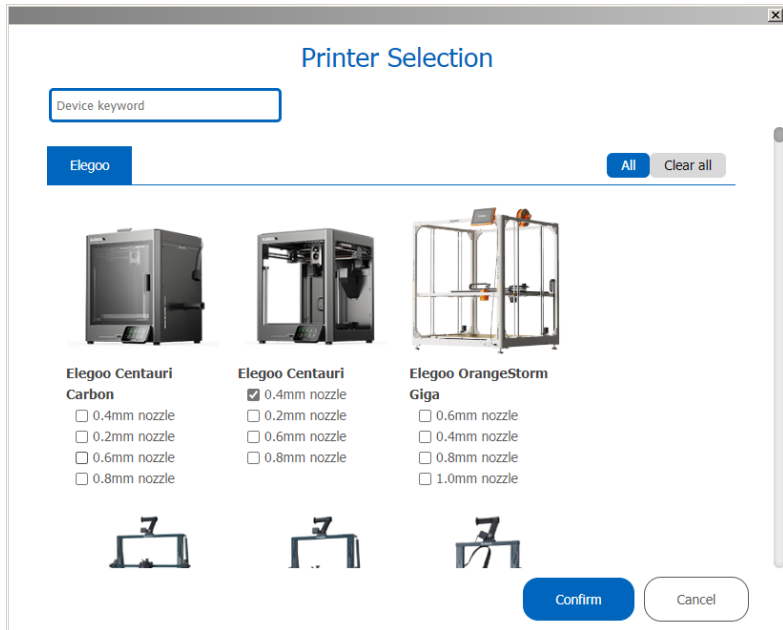 Printer Selection
Device keyword
Elegoo
All
Clear all
Elegoo Centauri
Carbon
0.4mm nozzle
0.2mm nozzle
0.6mm nozzle
0.8mm nozzle
Elegoo Centauri
0.4mm nozzle
0.2mm nozzle
0.6mm nozzle
0.8mm nozzle
Elegoo OrangeStorm
Giga
0.6mm nozzle
0.4mm nozzle
0.8mm nozzle
1.0mm nozzle
Confirm
Cancel